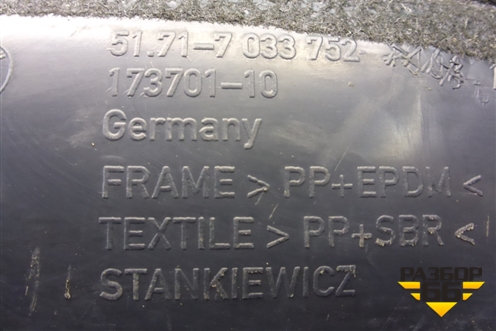 51.71-7 033 752
173701-10
Germany
FRAME > PP+EPDM <
TEXTILE > PP+SBR <
STANKIEWICZ
РАЗБОР
66